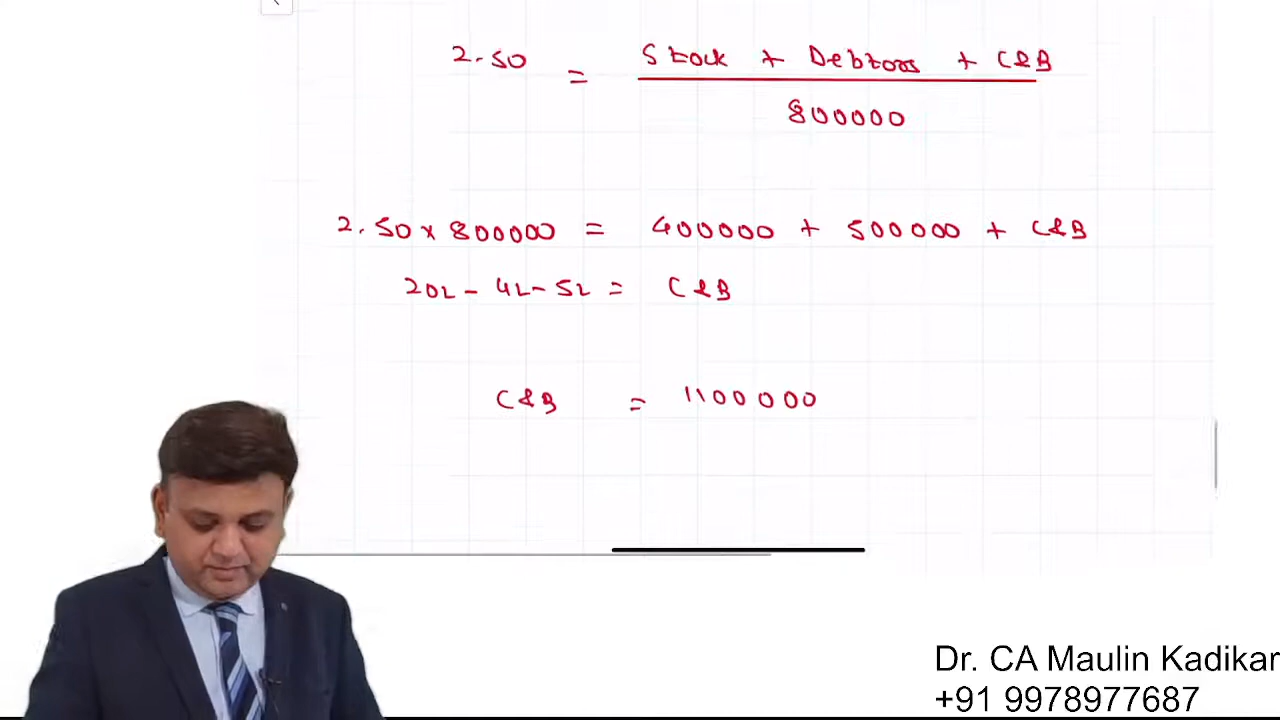 2.50 = Stock + Debtors + C&B
800000
2.50 x 800000 = 400000 + 500000 + C&B
20L - 4L - 5L = C&B
C&B = 1100000
Dr. CA Maulin Kadikar
+91 9978977687